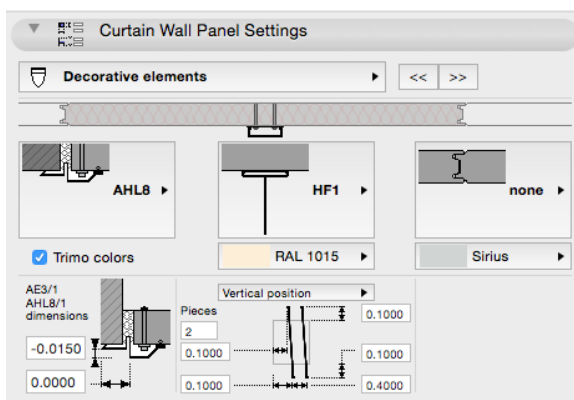 Curtain Wall Panel Settings
Decorative elements
<< >>
AHL8
HF1
none
Trimo colors
RAL 1015
Sirius
AE3/1
AHL8/1
dimensions
-0.0150
0.0000
Vertical position
Pieces
2
0.1000
0.1000
0.1000
0.1000
0.4000